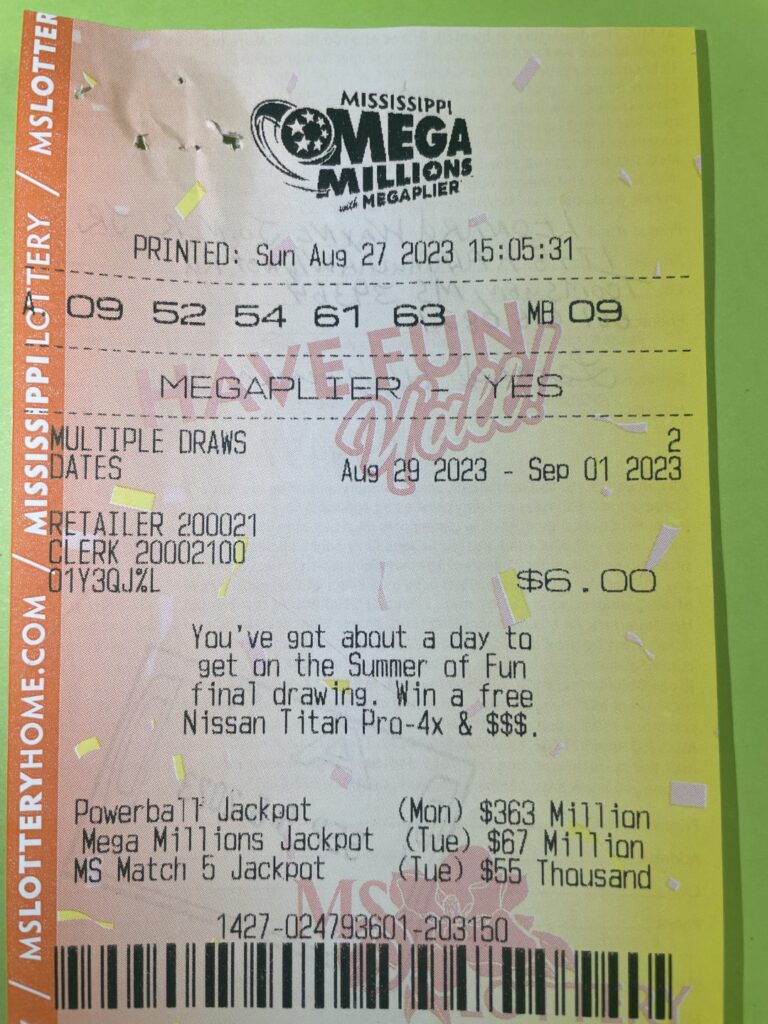 MISSISSIPPI
MEGA
MILLIONS
with MEGAPLIER
PRINTED: Sun Aug 27 2023 15:05:31
A. 09 52 54 61 63 MB 09
HAVE FUN
Y'all!
MEGAPLIER - YES
MULTIPLE DRAWS 2
DATES Aug 29 2023 - Sep 01 2023
RETAILER 200021
CLERK 20002100
01Y3QJ%L $6.00
You've got about a day to
get on the Summer of Fun
final drawing. Win a free
Nissan Titan Pro-4x & $$$.
Powerball Jackpot (Mon) $363 Million
Mega Millions Jackpot (Tue) $67 Million
MS Match 5 Jackpot (Tue) $55 Thousand
1427-024793601-203150
MS
LOTTERY
MSLOTTERYHOME.COM / MISSISSIPPI LOTTERY / MSLOTTER